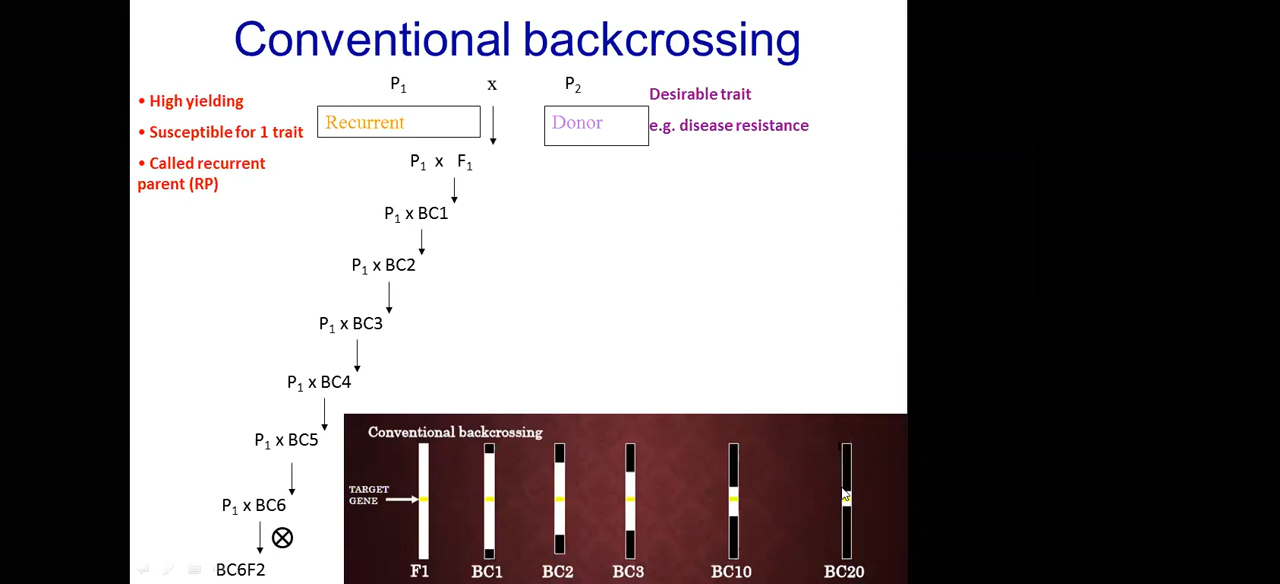 Conventional backcrossing
P1 x P2
• High yielding
• Susceptible for 1 trait
• Called recurrent
parent (RP)
Recurrent
Donor
Desirable trait
e.g. disease resistance
P1 x F1
P1 x BC1
P1 x BC2
P1 x BC3
P1 x BC4
P1 x BC5
P1 x BC6
BC6F2
Conventional backcrossing
TARGET
GENE
F1 BC1 BC2 BC3 BC10 BC20